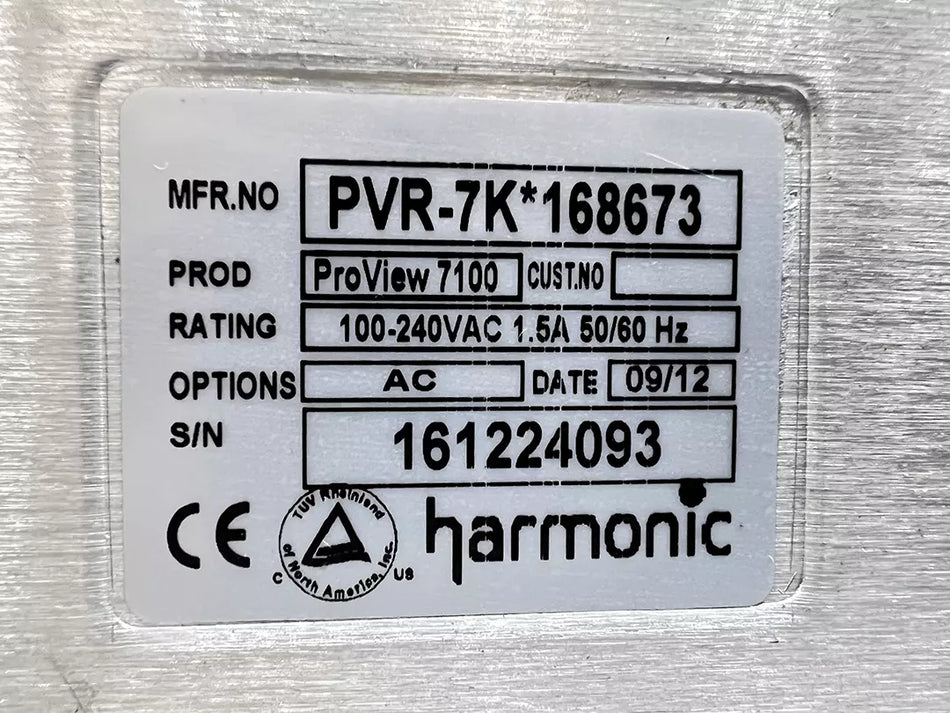 MFR.NO PVR-7K*168673
PROD ProView 7100 CUST.NO
RATING 100-240VAC 1.5A 50/60 Hz
OPTIONS AC DATE 09/12
S/N 161224093
CE TUV Rheinland of North America, Inc. C US harmonic